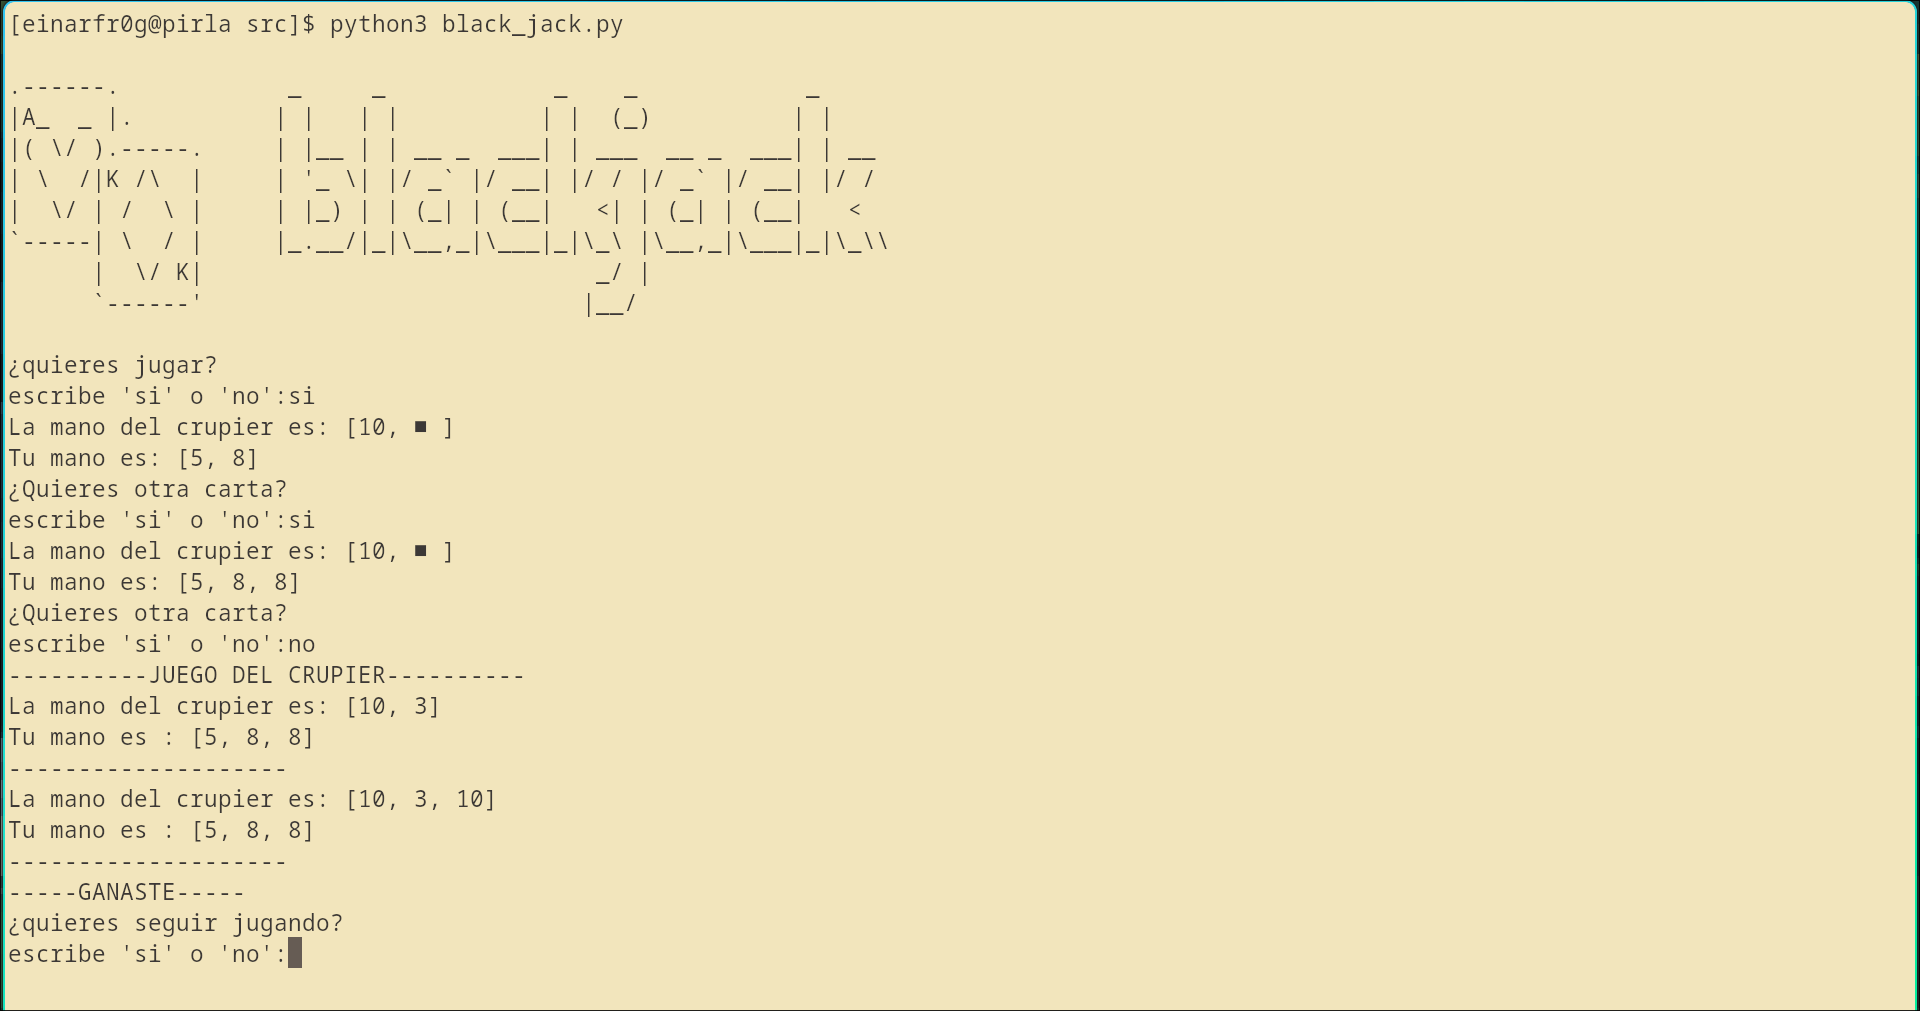 [einarfr0g@pirla src]$ python3 black_jack.py
.------.            _     _             _    _            _
|A_  _ |.          | |   | |          | |  (_)          | |
|( \/ ).-----.     | |__ | | __ _  ___| | ___  __ _  ___| | __
| \  /|K /\  |     | '_ \| |/ _` |/ __| |/ / |/ _` |/ __| |/ /
|  \/ | /  \ |     | |_) | | (_| | (__|   <| | (_| | (__|   <
`-----| \  / |     |_.__/|_|\__,_|\___|_|\_\ |\__,_|\___|_|\_\\
      |  \/ K|                            _/ |
      `------'                           |__/
¿quieres jugar?
escribe 'si' o 'no':si
La mano del crupier es: [10, ■ ]
Tu mano es: [5, 8]
¿Quieres otra carta?
escribe 'si' o 'no':si
La mano del crupier es: [10, ■ ]
Tu mano es: [5, 8, 8]
¿Quieres otra carta?
escribe 'si' o 'no':no
----------JUEGO DEL CRUPIER----------
La mano del crupier es: [10, 3]
Tu mano es : [5, 8, 8]
--------------------
La mano del crupier es: [10, 3, 10]
Tu mano es : [5, 8, 8]
--------------------
-----GANASTE-----
¿quieres seguir jugando?
escribe 'si' o 'no':